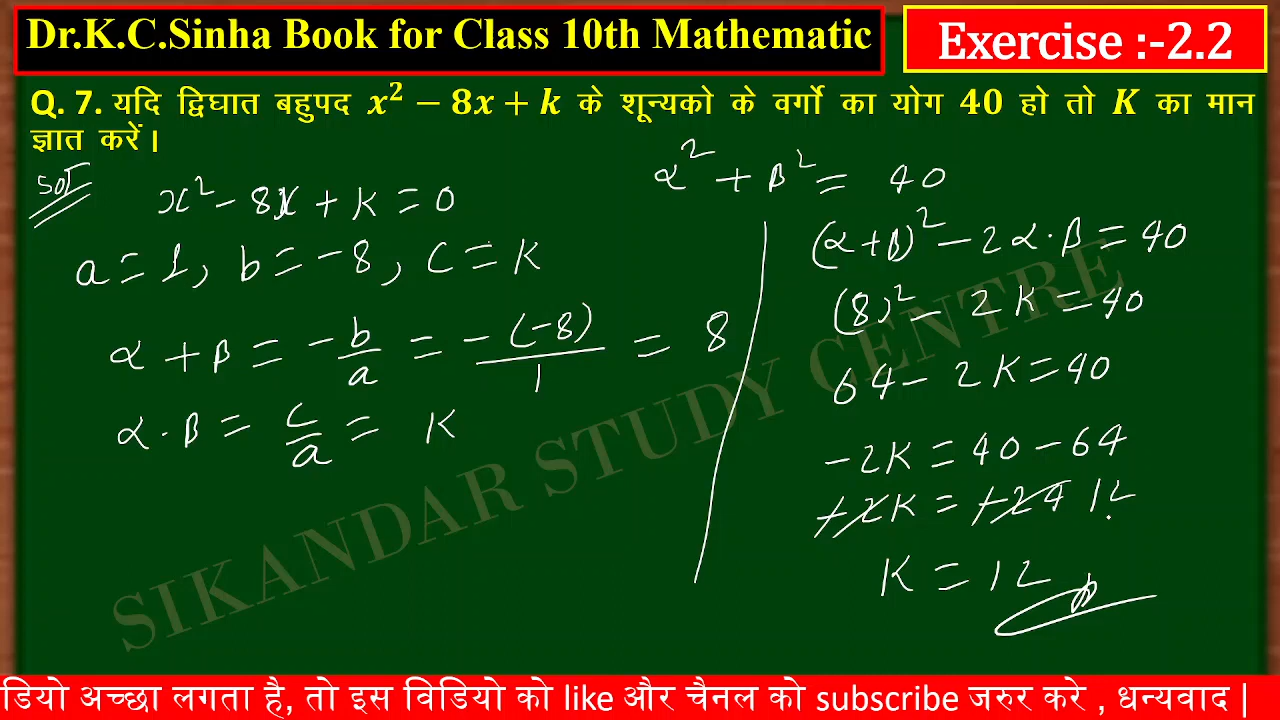 Dr.K.C.Sinha Book for Class 10th Mathematic
Exercise :-2.2
Q. 7. यदि द्विघात बहुपद x² − 8x + k के शून्यको के वर्गो का योग 40 हो तो K का मान
ज्ञात करें।
Sol
x² - 8x + K = 0
a = 1, b = -8, C = K
α + β = -b/a = -(-8)/1 = 8
α · β = C/a = K
α² + β² = 40
(α + β)² - 2α · β = 40
(8)² - 2K = 40
64 - 2K = 40
-2K = 40 - 64
-2K = -24 12
K = 12
SIKANDAR STUDY CENTRE
डियो अच्छा लगता है, तो इस विडियो को like और चैनल को subscribe जरुर करे , धन्यवाद |